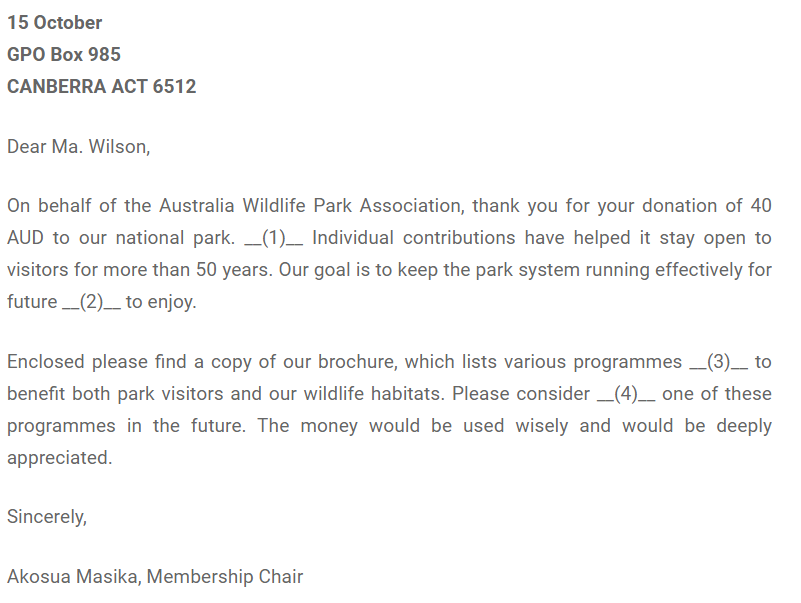 15 October
GPO Box 985
CANBERRA ACT 6512
Dear Ma. Wilson,
On behalf of the Australia Wildlife Park Association, thank you for your donation of 40
AUD to our national park. __(1)__ Individual contributions have helped it stay open to
visitors for more than 50 years. Our goal is to keep the park system running effectively for
future __(2)__ to enjoy.
Enclosed please find a copy of our brochure, which lists various programmes __(3)__ to
benefit both park visitors and our wildlife habitats. Please consider __(4)__ one of these
programmes in the future. The money would be used wisely and would be deeply
appreciated.
Sincerely,
Akosua Masika, Membership Chair